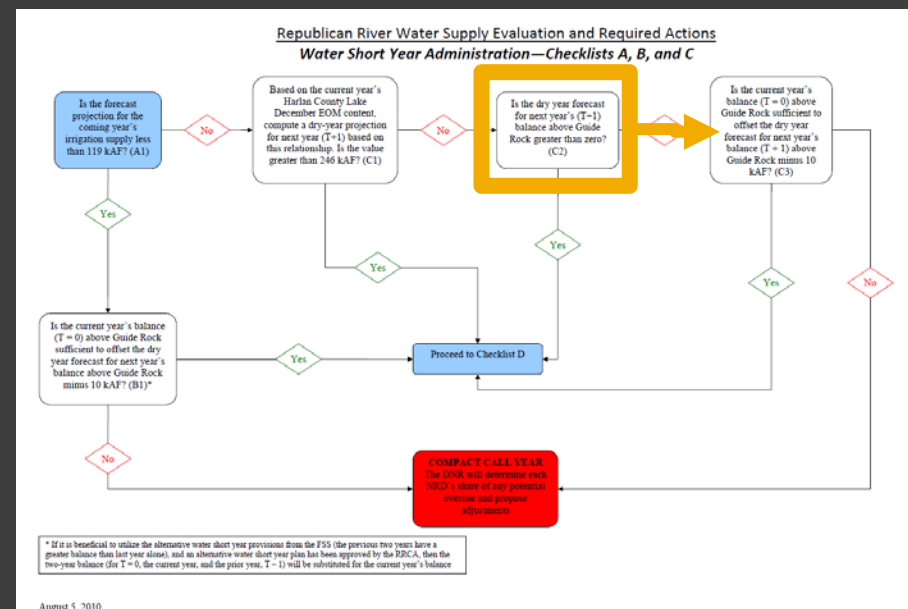 Republican River Water Supply Evaluation and Required Actions
Water Short Year Administration—Checklists A, B, and C
Is the forecast
projection for the
coming year's
irrigation supply less
than 119 kAF? (A1)
No
Based on the current year's
Harlan County Lake
December EOM content,
compute a dry-year projection
for next year (T+1) based on
this relationship. Is the value
greater than 246 kAF? (C1)
No
Is the dry year forecast
for next year's (T+1)
balance above Guide
Rock greater than zero?
(C2)
Is the current year's
balance (T = 0) above
Guide Rock sufficient to
offset the dry year
forecast for next year's
balance (T + 1) above
Guide Rock minus 10
kAF? (C3)
Yes
Yes
Yes
Yes
No
Is the current year's balance
(T = 0) above Guide Rock
sufficient to offset the dry
year forecast for next year's
balance above Guide Rock
minus 10 kAF? (B1)*
Yes
Proceed to Checklist D
No
COMPACT CALL YEAR
The DNR will determine each
NRD's share of any potential
overuse and propose
adjustments
* If it is beneficial to utilize the alternative water short year provisions from the FSS (the previous two years have a
greater balance than last year alone), and an alternative water short year plan has been approved by the RRCA, then the
two-year balance (for T = 0, the current year, and the prior year, T – 1) will be substituted for the current year's balance
August 5, 2010